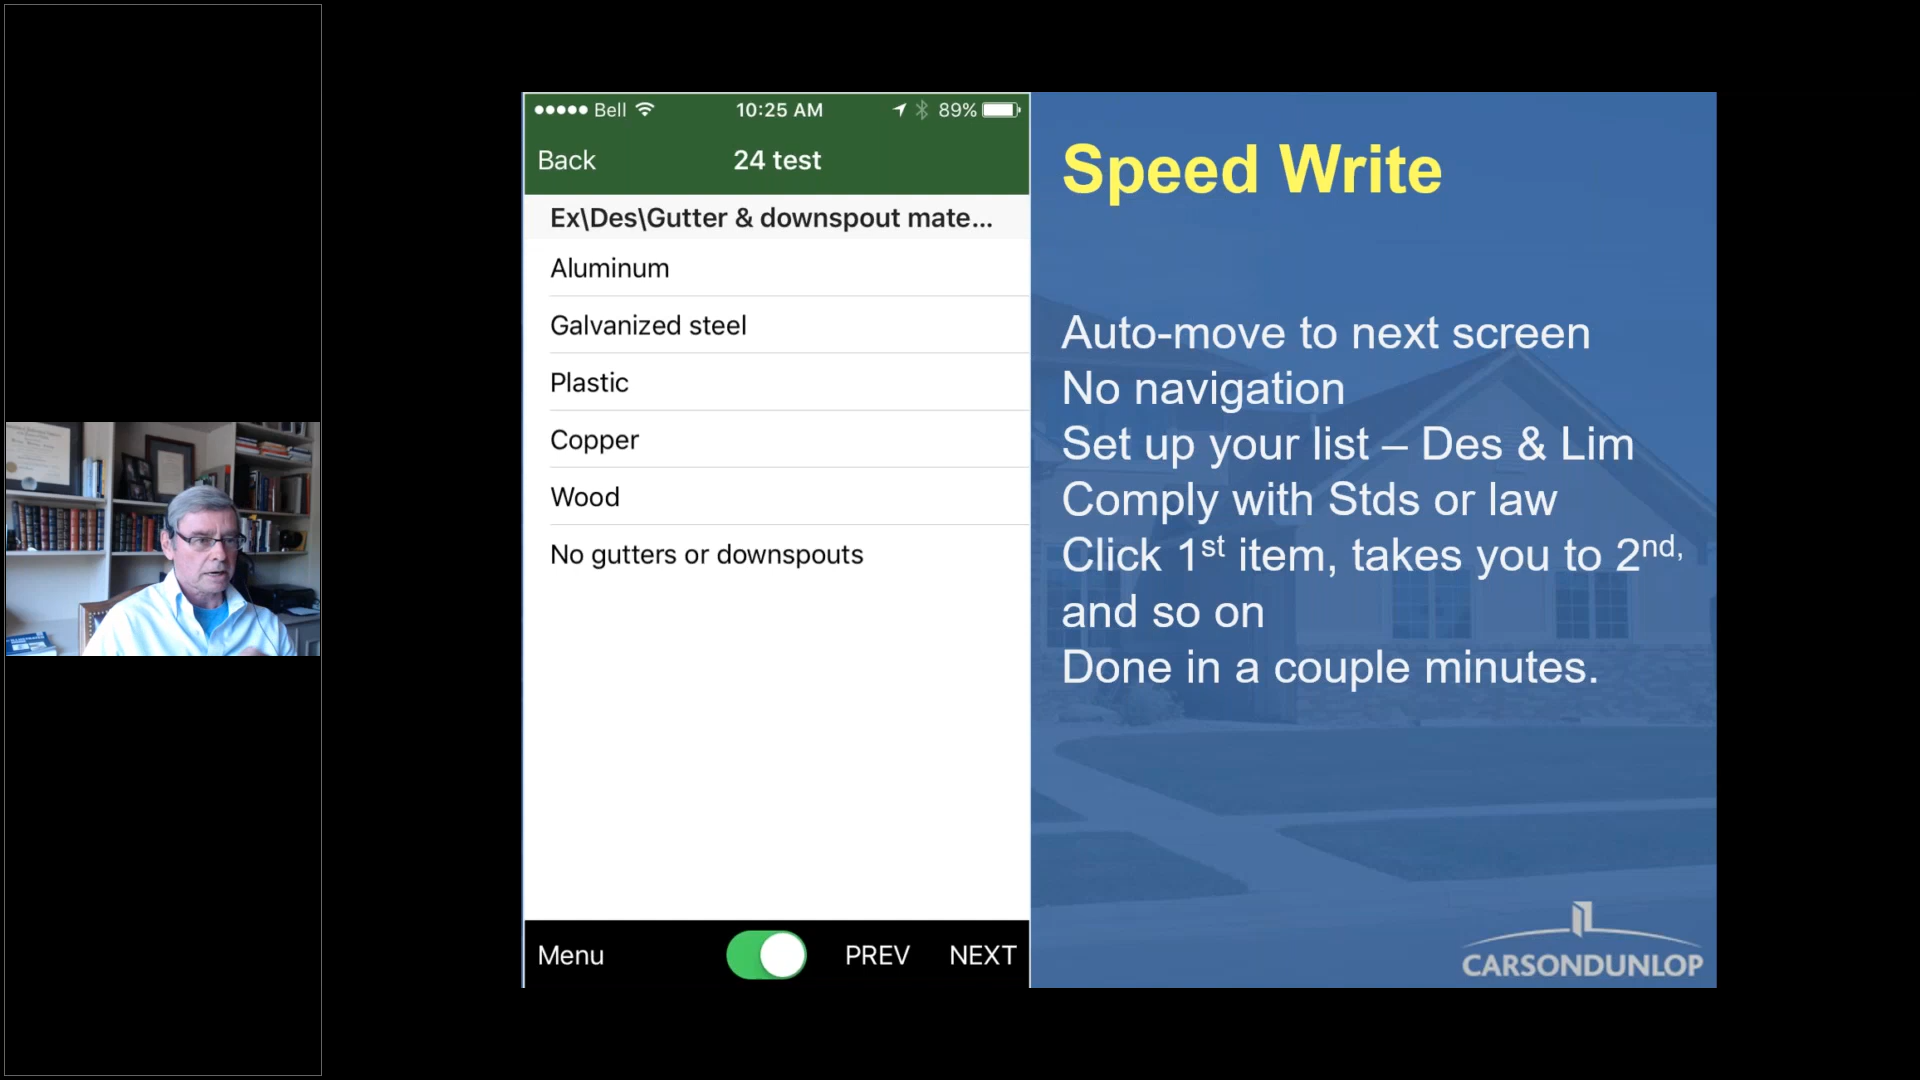 Bell
10:25 AM
89%
Back
24 test
Ex\Des\Gutter & downspout mate...
Aluminum
Galvanized steel
Plastic
Copper
Wood
No gutters or downspouts
Menu
PREV
NEXT
Speed Write
Auto-move to next screen
No navigation
Set up your list – Des & Lim
Comply with Stds or law
Click 1st item, takes you to 2nd,
and so on
Done in a couple minutes.
CARSONDUNLOP